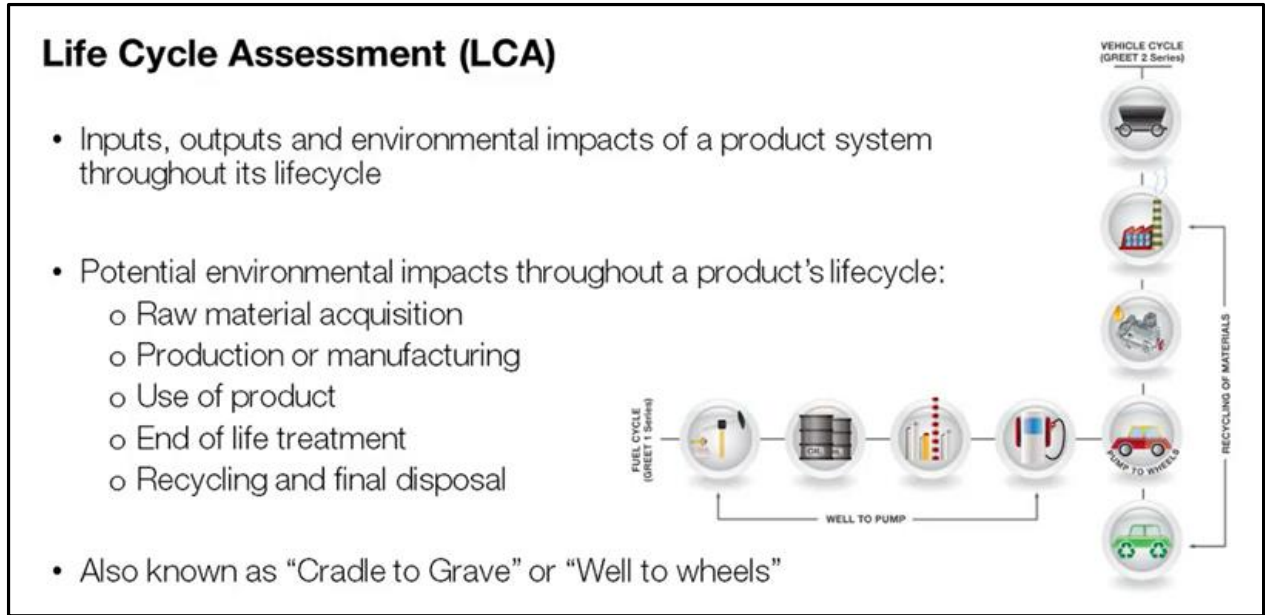 Life Cycle Assessment (LCA)
• Inputs, outputs and environmental impacts of a product system
throughout its lifecycle
• Potential environmental impacts throughout a product's lifecycle:
o Raw material acquisition
o Production or manufacturing
o Use of product
o End of life treatment
o Recycling and final disposal
• Also known as “Cradle to Grave” or “Well to wheels”
VEHICLE CYCLE
(GREET 2 Series)
RECYCLING OF MATERIALS
FUEL CYCLE
(GREET 1 Series)
OIL
PUMP TO WHEELS
WELL TO PUMP